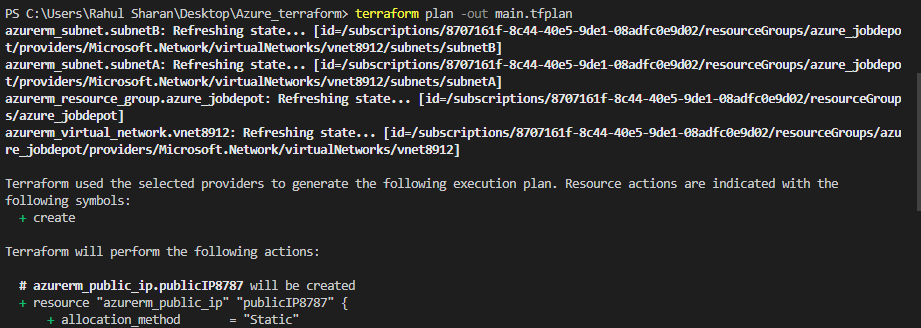 PS C:\Users\Rahul Sharan\Desktop\Azure_terraform> terraform plan -out main.tfplan
azurerm_subnet.subnetB: Refreshing state... [id=/subscriptions/8707161f-8c44-40e5-9de1-08adfc0e9d02/resourceGroups/azure_jobdepo
t/providers/Microsoft.Network/virtualNetworks/vnet8912/subnets/subnetB]
azurerm_subnet.subnetA: Refreshing state... [id=/subscriptions/8707161f-8c44-40e5-9de1-08adfc0e9d02/resourceGroups/azure_jobdepo
t/providers/Microsoft.Network/virtualNetworks/vnet8912/subnets/subnetA]
azurerm_resource_group.azure_jobdepot: Refreshing state... [id=/subscriptions/8707161f-8c44-40e5-9de1-08adfc0e9d02/resourceGroup
s/azure_jobdepot]
azurerm_virtual_network.vnet8912: Refreshing state... [id=/subscriptions/8707161f-8c44-40e5-9de1-08adfc0e9d02/resourceGroups/azu
re_jobdepot/providers/Microsoft.Network/virtualNetworks/vnet8912]
Terraform used the selected providers to generate the following execution plan. Resource actions are indicated with the
following symbols:
+ create
Terraform will perform the following actions:
# azurerm_public_ip.publicIP8787 will be created
+ resource "azurerm_public_ip" "publicIP8787" {
+ allocation_method = "Static"